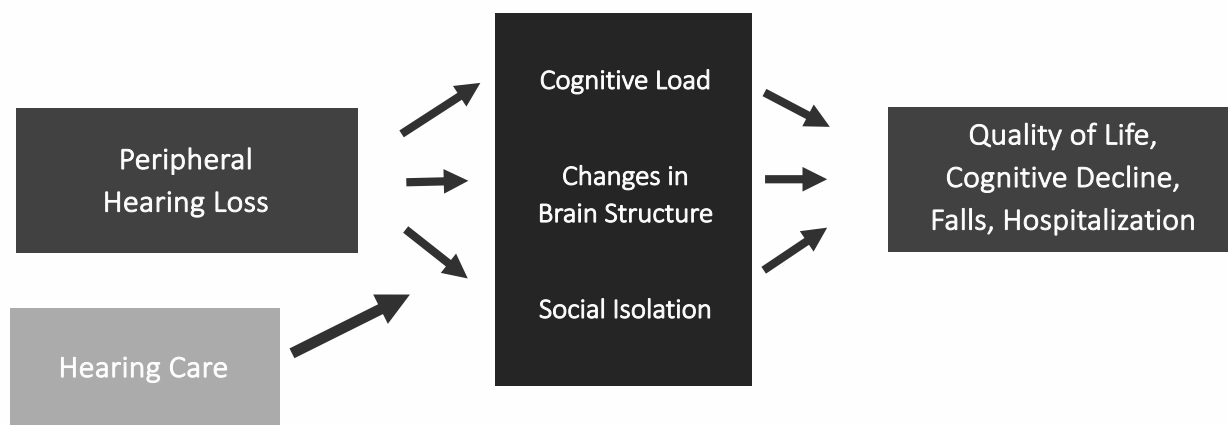 Peripheral
Hearing Loss
Hearing Care
Cognitive Load
Changes in
Brain Structure
Social Isolation
Quality of Life,
Cognitive Decline,
Falls, Hospitalization